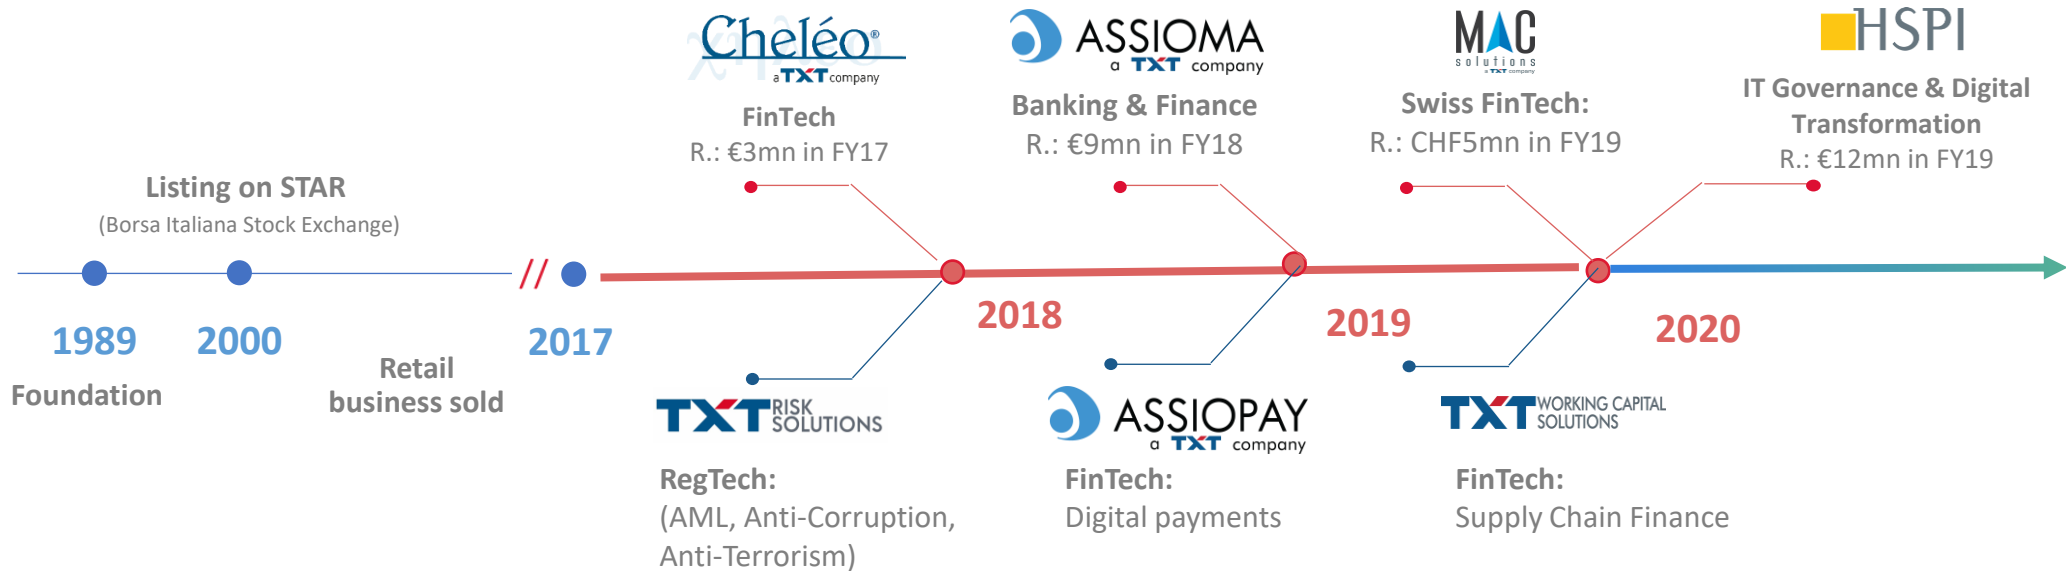 Cheléo®
a TXT company
FinTech
R.: €3mn in FY17
ASSIOMA
a TXT company
Banking & Finance
R.: €9mn in FY18
MAC
solutions
a TXT company
Swiss FinTech:
R.: CHF5mn in FY19
HSPI
IT Governance & Digital
Transformation
R.: €12mn in FY19
Listing on STAR
(Borsa Italiana Stock Exchange)
//
1989
2000
2017
2018
2019
2020
Foundation
Retail
business sold
TXT RISK
SOLUTIONS
RegTech:
(AML, Anti-Corruption,
Anti-Terrorism)
ASSIOPAY
a TXT company
FinTech:
Digital payments
TXT WORKING CAPITAL
SOLUTIONS
FinTech:
Supply Chain Finance